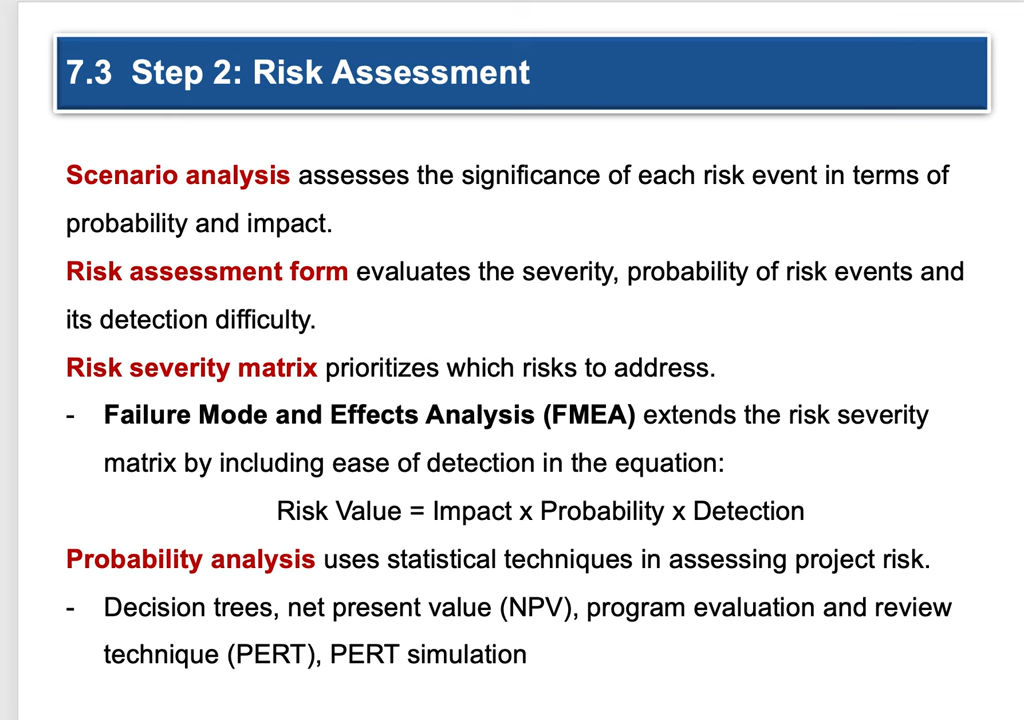 7.3 Step 2: Risk Assessment
Scenario analysis assesses the significance of each risk event in terms of
probability and impact.
Risk assessment form evaluates the severity, probability of risk events and
its detection difficulty.
Risk severity matrix prioritizes which risks to address.
- Failure Mode and Effects Analysis (FMEA) extends the risk severity
matrix by including ease of detection in the equation:
Risk Value = Impact x Probability x Detection
Probability analysis uses statistical techniques in assessing project risk.
- Decision trees, net present value (NPV), program evaluation and review
technique (PERT), PERT simulation